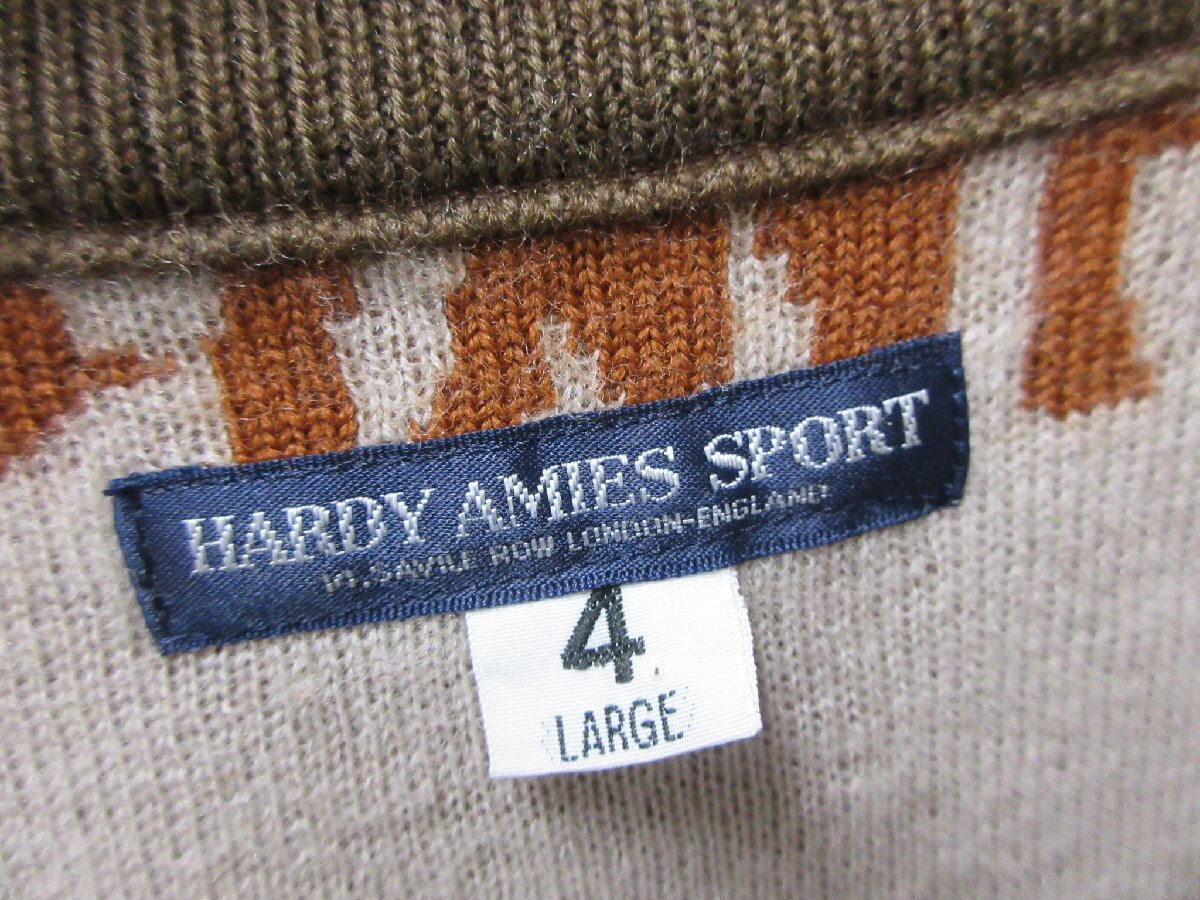 HARDY AMIES SPORT
14.SAVILE ROW LONDON-ENGLAND
4
LARGE